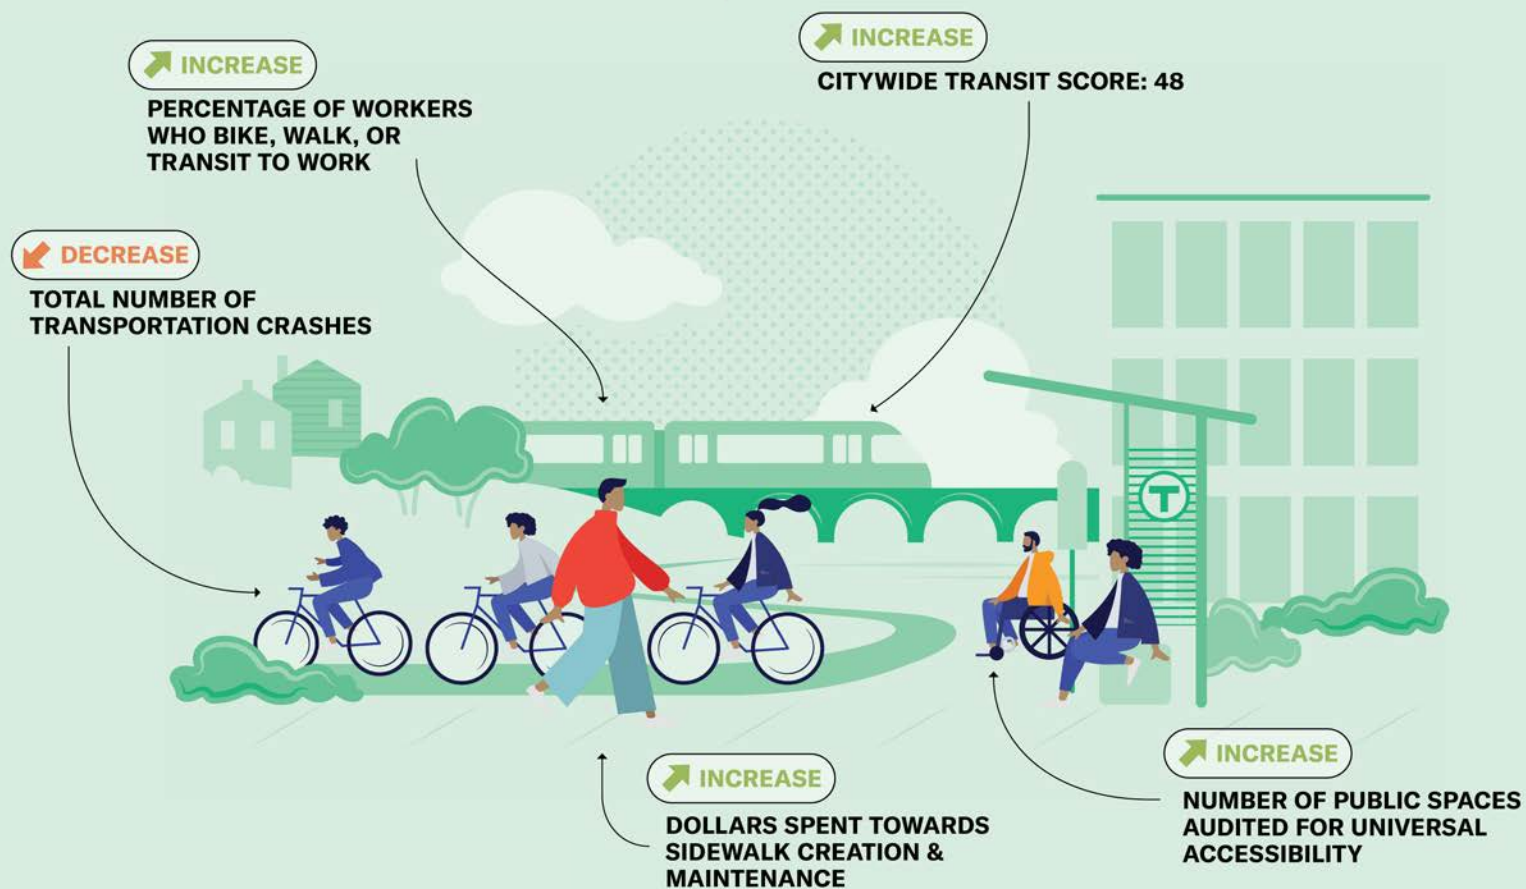 INCREASE
PERCENTAGE OF WORKERS
WHO BIKE, WALK, OR
TRANSIT TO WORK
INCREASE
CITYWIDE TRANSIT SCORE: 48
DECREASE
TOTAL NUMBER OF
TRANSPORTATION CRASHES
T
INCREASE
DOLLARS SPENT TOWARDS
SIDEWALK CREATION &
MAINTENANCE
INCREASE
NUMBER OF PUBLIC SPACES
AUDITED FOR UNIVERSAL
ACCESSIBILITY